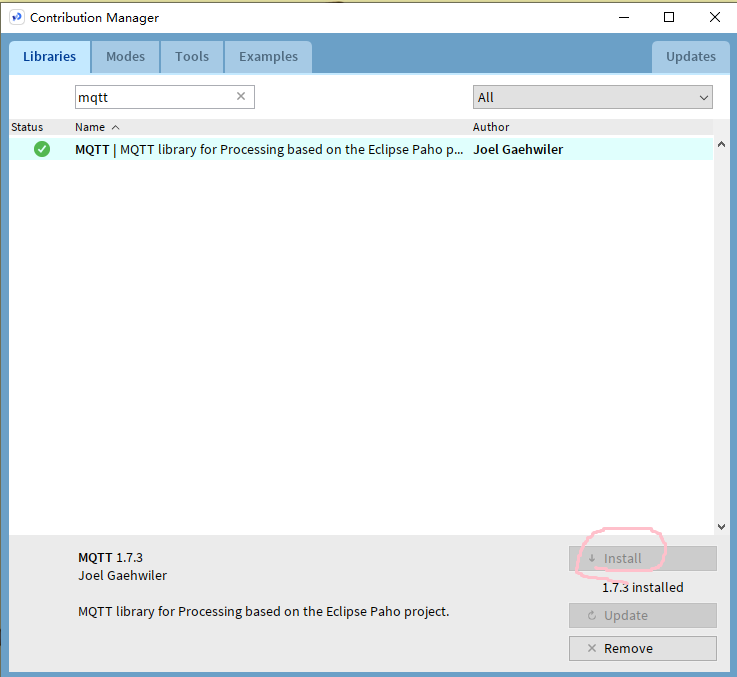 Contribution Manager
Libraries Modes Tools Examples Updates
mqtt All
Status Name Author
MQTT | MQTT library for Processing based on the Eclipse Paho p... Joel Gaehwiler
MQTT 1.7.3
Install
Joel Gaehwiler
1.7.3 installed
MQTT library for Processing based on the Eclipse Paho project.
Update
Remove